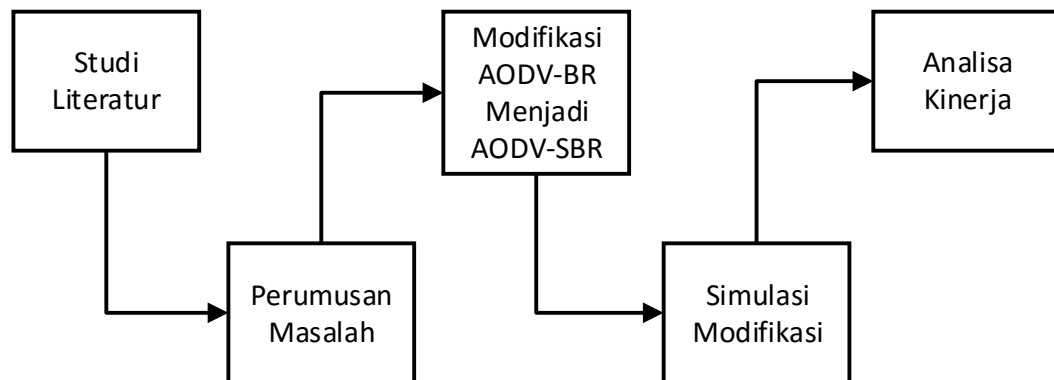 Studi
Literatur
Perumusan
Masalah
Modifikasi
AODV-BR
Menjadi
AODV-SBR
Simulasi
Modifikasi
Analisa
Kinerja